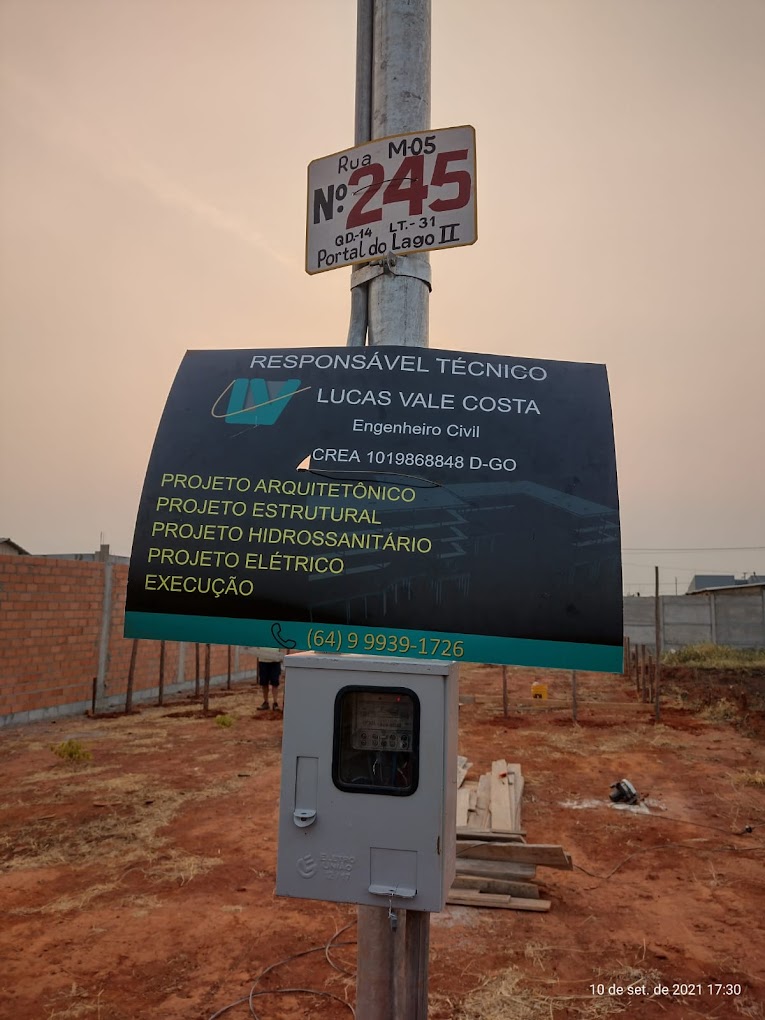 Rua M-05
Nº. 245
QD.-14 LT.-31
Portal do Lago II
RESPONSÁVEL TÉCNICO
LV
LUCAS VALE COSTA
Engenheiro Civil
CREA 1019868848 D-GO
PROJETO ARQUITETÔNICO
PROJETO ESTRUTURAL
PROJETO HIDROSSANITÁRIO
PROJETO ELÉTRICO
EXECUÇÃO
(64) 9 9939-1726
10 de set. de 2021 17:30